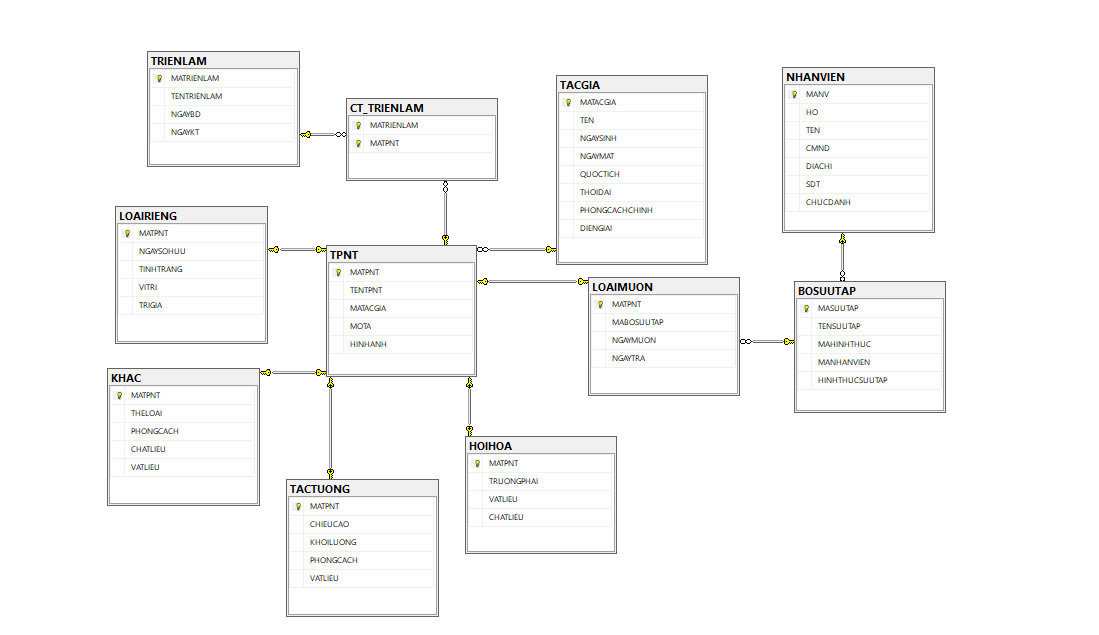 TRIENLAM
MATRIENLAM
TENTRIENLAM
NGAYBD
NGAYKT
CT_TRIENLAM
MATRIENLAM
MATPNT
TACGIA
MATACGIA
TEN
NGAYSINH
NGAYMAT
QUOCTICH
THOIDAI
PHONGCACHCHINH
DIENGIAI
NHANVIEN
MANV
HO
TEN
CMND
DIACHI
SDT
CHUCDANH
LOAIRIENG
MATPNT
NGAYSOHUU
TINHTRANG
VITRI
TRIGIA
TPNT
MATPNT
TENTPNT
MATACGIA
MOTA
HINHANH
LOAIMUON
MATPNT
MABOSUUTAP
NGAYMUON
NGAYTRA
BOSUUTAP
MASUUTAP
TENSUUTAP
MAHINHTHUC
MANHANVIEN
HINHTHUCSUUTAP
KHAC
MATPNT
THELOAI
PHONGCACH
CHATLIEU
VATLIEU
TACTUONG
MATPNT
CHIEUCAO
KHOILUONG
PHONGCACH
VATLIEU
HOIHOA
MATPNT
TRUONGPHAI
VATLIEU
CHATLIEU